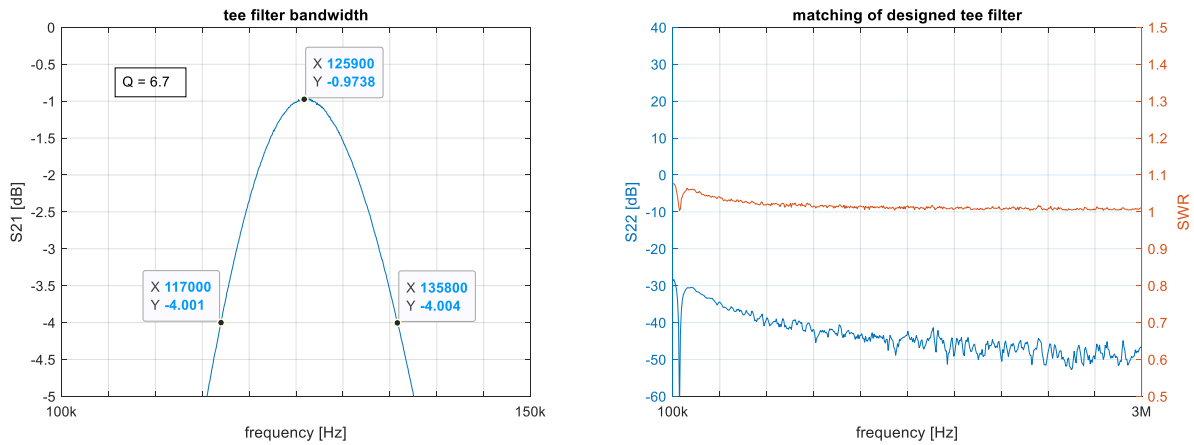 tee filter bandwidth
0
-0.5
-1
-1.5
-2
-2.5
-3
-3.5
-4
-4.5
-5
S21 [dB]
Q = 6.7
X 125900
Y -0.9738
X 117000
Y -4.001
X 135800
Y -4.004
100k
150k
frequency [Hz]
matching of designed tee filter
40
30
20
10
0
-10
-20
-30
-40
-50
-60
S22 [dB]
1.5
1.4
1.3
1.2
1.1
1
0.9
0.8
0.7
0.6
0.5
SWR
100k
3M
frequency [Hz]